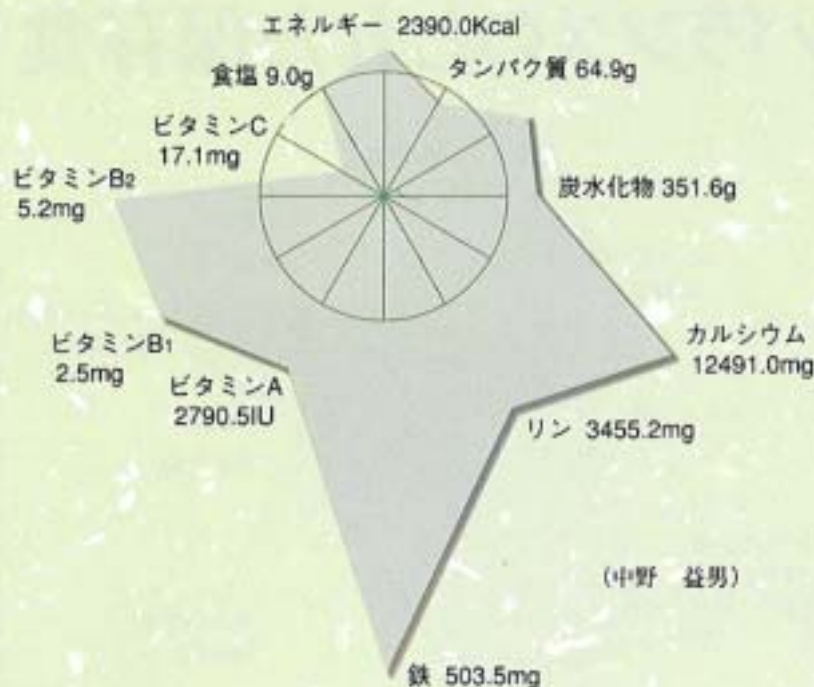 エネルギー 2390.0Kcal
食塩 9.0g
タンパク質 64.9g
ビタミンC
17.1mg
ビタミンB2
5.2mg
炭水化物 351.6g
カルシウム
12491.0mg
ビタミンB1
2.5mg
ビタミンA
2790.5IU
リン 3455.2mg
(中野 益男)
鉄 503.5mg